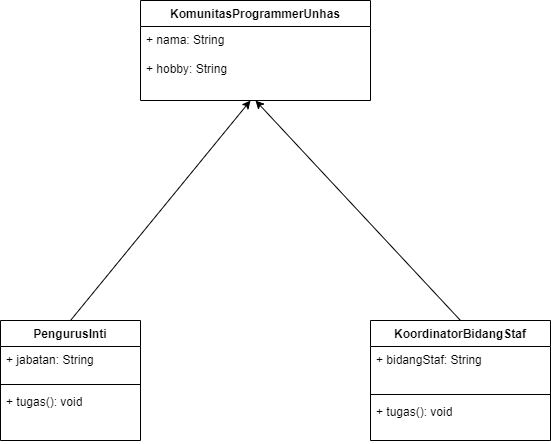 KomunitasProgrammerUnhas
+ nama: String
+ hobby: String
PengurusInti
+ jabatan: String
+ tugas(): void
KoordinatorBidangStaf
+ bidangStaf: String
+ tugas(): void